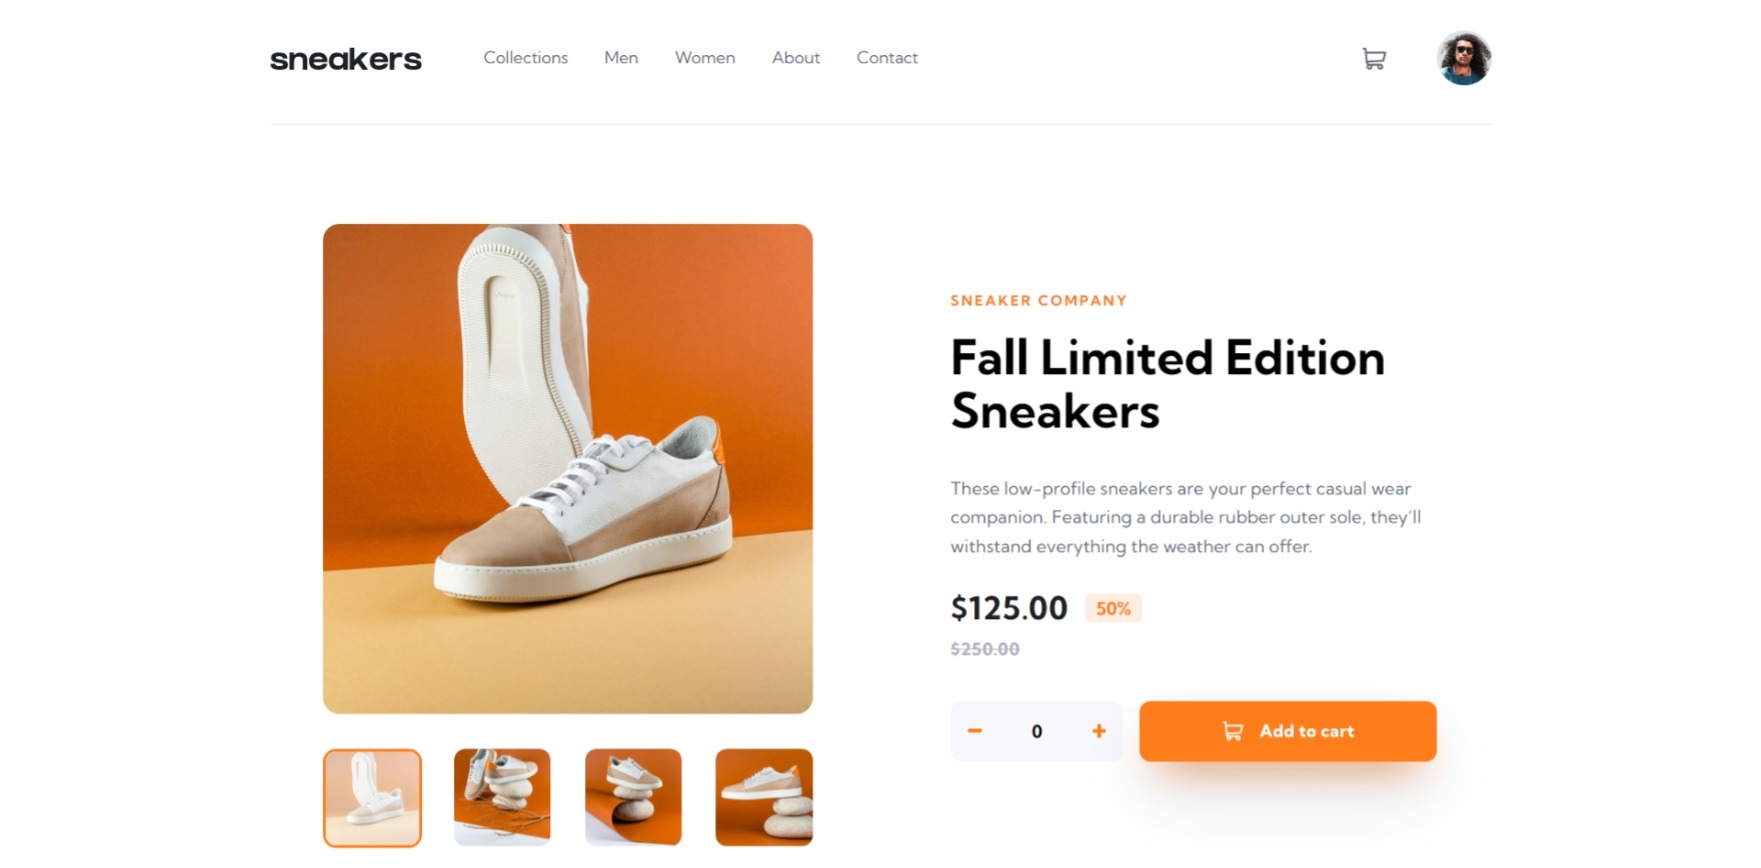 sneakers
Collections
Men
Women
About
Contact
SNEAKER COMPANY
Fall Limited Edition
Sneakers
These low-profile sneakers are your perfect casual wear
companion. Featuring a durable rubber outer sole, they'll
withstand everything the weather can offer.
$125.00 50%
$250.00
0
Add to cart